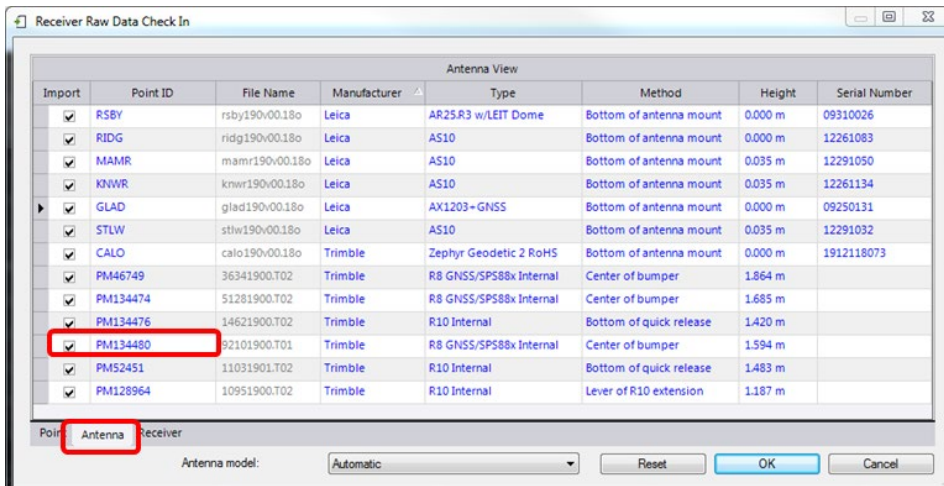 Receiver Raw Data Check In
Antenna View
Import Point ID File Name Manufacturer Type Method Height Serial Number
RSBY rsby190v00.18o Leica AR25.R3 w/LEIT Dome Bottom of antenna mount 0.000 m 09310026
RIDG ridg190v00.18o Leica AS10 Bottom of antenna mount 0.000 m 12261083
MAMR mamr190v00.18o Leica AS10 Bottom of antenna mount 0.035 m 12291050
KNWR knwr190v00.18o Leica AS10 Bottom of antenna mount 0.035 m 12261134
GLAD glad190v00.18o Leica AX1203+GNSS Bottom of antenna mount 0.000 m 09250131
STLW stlw190v00.18o Leica AS10 Bottom of antenna mount 0.035 m 12291032
CALO calo190v00.18o Trimble Zephyr Geodetic 2 RoHS Bottom of antenna mount 0.000 m 1912118073
PM46749 36341900.T02 Trimble R8 GNSS/SPS88x Internal Center of bumper 1.864 m
PM134474 51281900.T02 Trimble R8 GNSS/SPS88x Internal Center of bumper 1.685 m
PM134476 14621900.T02 Trimble R10 Internal Bottom of quick release 1.420 m
PM134480 92101900.T01 Trimble R8 GNSS/SPS88x Internal Center of bumper 1.594 m
PM52451 11031901.T02 Trimble R10 Internal Bottom of quick release 1.483 m
PM128964 10951900.T02 Trimble R10 Internal Lever of R10 extension 1.187 m
Point Antenna Receiver
Antenna model: Automatic Reset OK Cancel